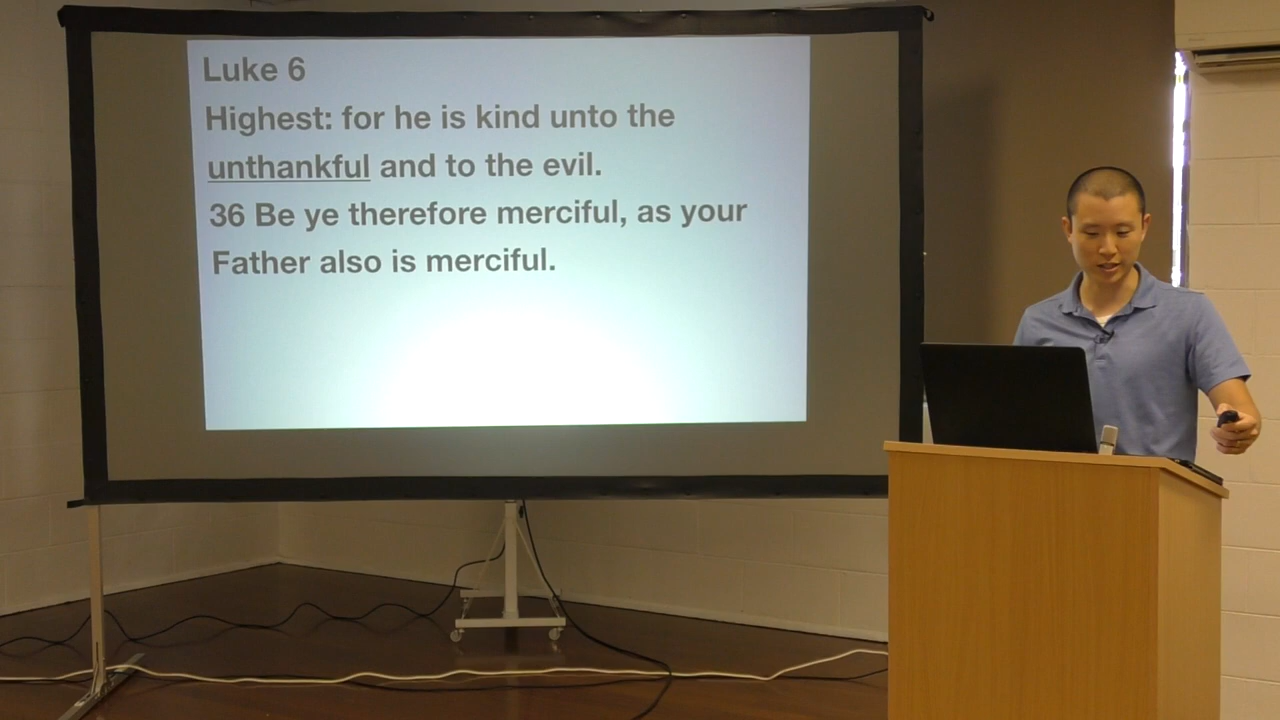 Luke 6
Highest: for he is kind unto the
unthankful and to the evil.
36 Be ye therefore merciful, as your
Father also is merciful.